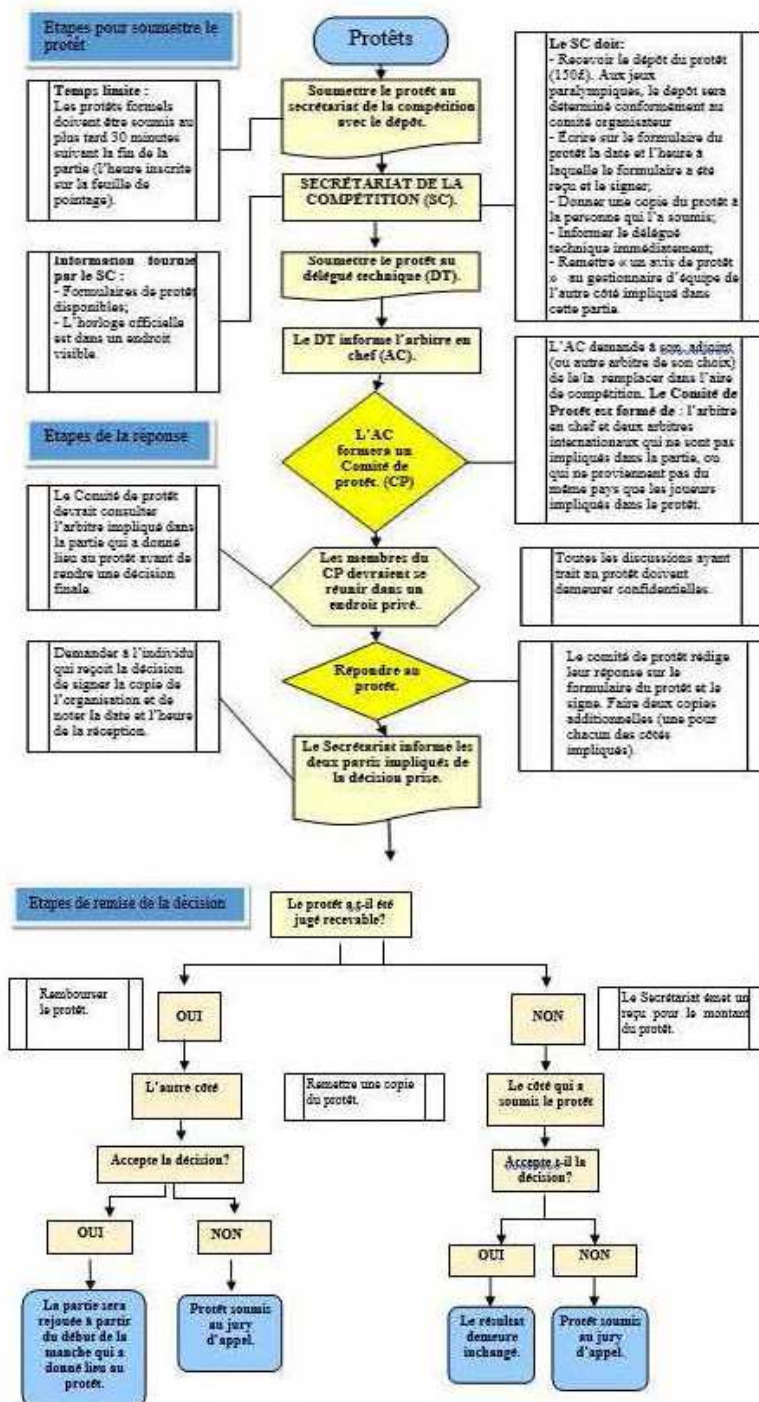 Etapes pour soumettre le
protêt
Protêts
Temps limite :
Les protêts formels
doivent être soumis au
plus tard 30 minutes
suivant la fin de la
partie (l'heure inscrite
sur la feuille de
pointage).
Soumettre le protêt au
secrétariat de la compétition
avec le dépôt.
Le SC doit:
- Recevoir le dépôt du protêt
(150£). Aux jeux
paralympiques, le dépôt sera
déterminé conformément au
comité organisateur
- Écrire sur le formulaire du
protêt la date et l'heure à
laquelle le formulaire a été
reçu et le signer;
- Donner une copie du protêt à
la personne qui l'a soumis;
- Informer le délégué
technique immédiatement;
- Remettre « un avis de protêt
» au gestionnaire d'équipe de
l'autre côté impliqué dans
cette partie.
SECRÉTARIAT DE LA
COMPÉTITION (SC).
Information fournie
par le SC :
- Formulaires de protêt
disponibles;
- L'horloge officielle
est dans un endroit
visible.
Soumettre le protêt au
délégué technique (DT).
Le DT informe l'arbitre en
chef (AC).
L'AC demande à son adjoint
(ou autre arbitre de son choix)
de le/la remplacer dans l'aire
de compétition. Le Comité de
Protêt est formé de : l'arbitre
en chef et deux arbitres
internationaux qui ne sont pas
impliqués dans la partie, ou
qui ne proviennent pas du
même pays que les joueurs
impliqués dans le protêt.
Etapes de la réponse
L'AC
formera un
Comité de
protêt. (CP)
Le Comité de protêt
devrait consulter
l'arbitre impliqué dans
la partie qui a donné
lieu au protêt avant de
rendre une décision
finale.
Les membres du
CP devraient se
réunir dans un
endroit privé.
Toutes les discussions ayant
trait au protêt doivent
demeurer confidentielles.
Demander à l'individu
qui reçoit la décision
de signer la copie de
l'organisation et de
noter la date et l'heure
de la réception.
Répondre au
protêt.
Le comité de protêt rédige
leur réponse sur le
formulaire du protêt et le
signe. Faire deux copies
additionnelles (une pour
chacun des côtés
impliqués).
Le Secrétariat informe les
deux partis impliqués de
la décision prise.
Etapes de remise de la décision
Le protêt a,t-il été
jugé recevable?
Rembourser
le protêt.
OUI
NON
Le Secrétariat émet un
reçu pour le montant
du protêt.
L'autre côté
Remettre une copie
du protêt.
Le côté qui a
soumis le protêt
Accepte la décision?
Accepte t-il la
décision?
OUI
NON
OUI
NON
La partie sera
rejouée à partir
du début de la
manche qui a
donné lieu au
protêt.
Protêt soumis
au jury
d'appel.
Le résultat
demeure
inchangé.
Protêt soumis
au jury
d'appel.